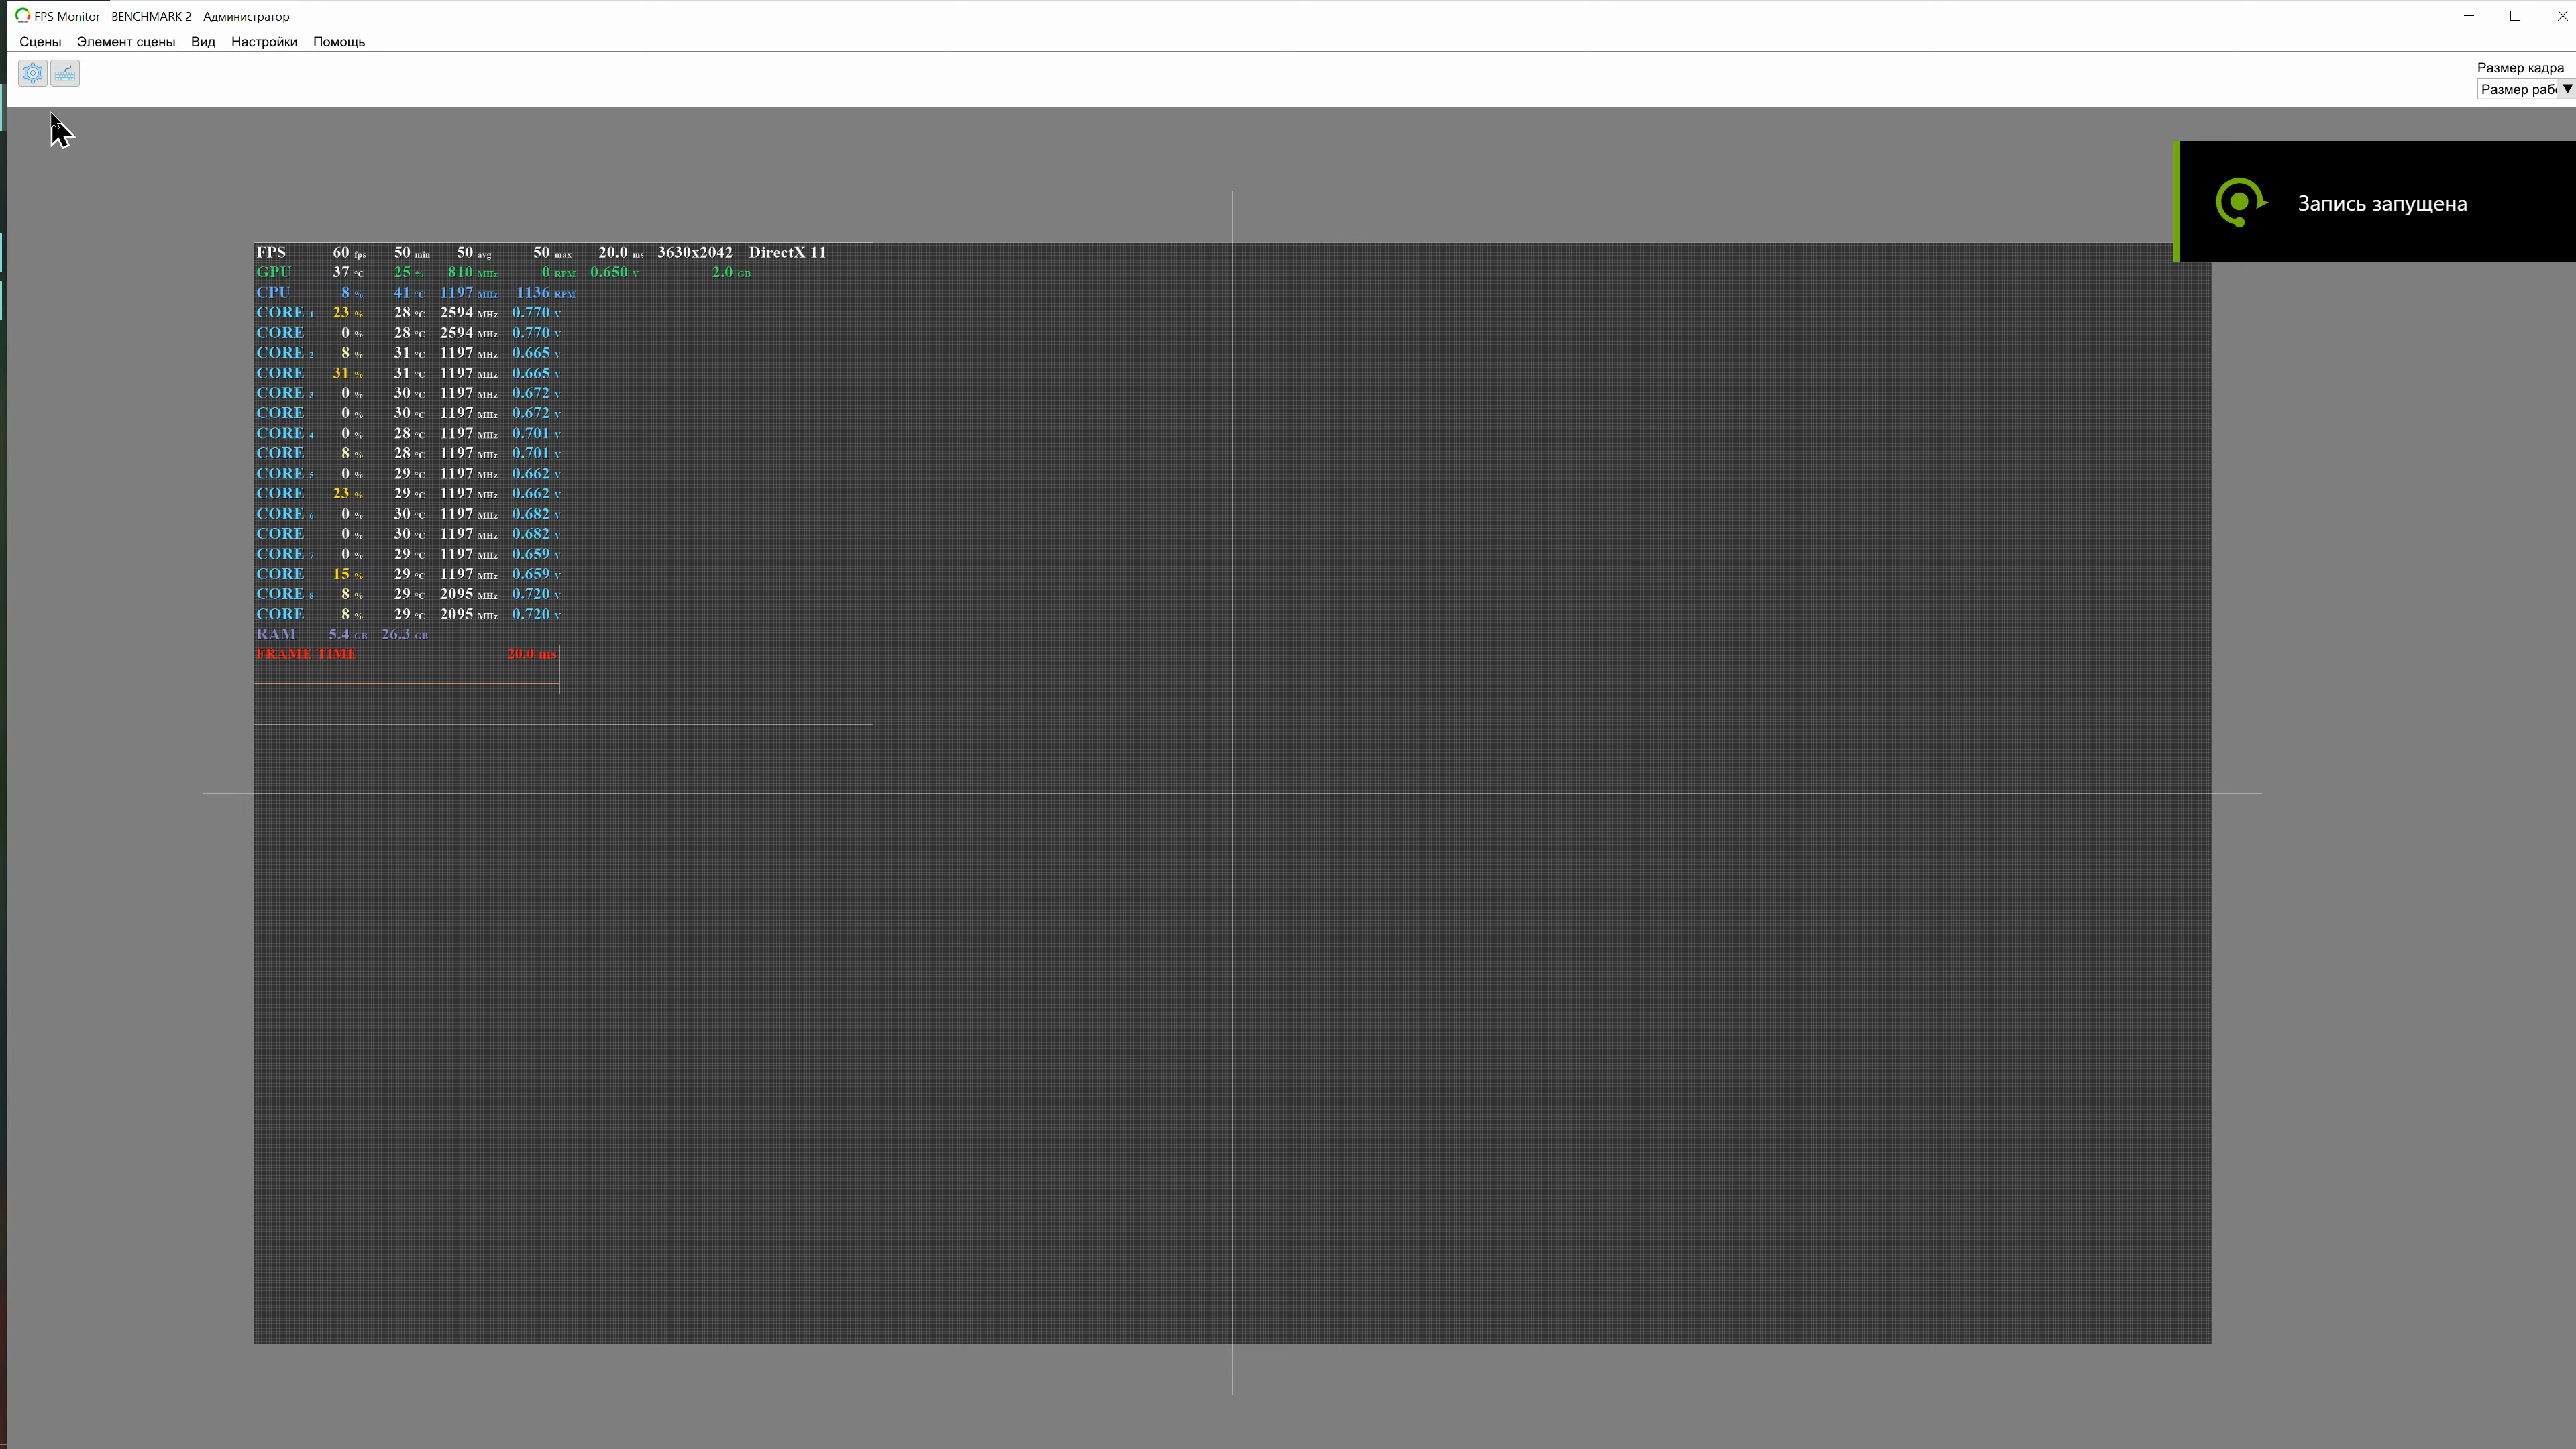 FPS Monitor - BENCHMARK 2 - Администратор
Сцены Элемент сцены Вид Настройки Помощь
Размер кадра
Размер рабо
Запись запущена
FPS 60 fps 50 min 50 avg 50 max 20.0 ms 3630x2042 DirectX 11
GPU 37 °C 25 % 810 MHz 0 RPM 0.650 V 2.0 GB
CPU 8 % 41 °C 1197 MHz 1136 RPM
CORE 1 23 % 28 °C 2594 MHz 0.770 V
CORE 0 % 28 °C 2594 MHz 0.770 V
CORE 2 8 % 31 °C 1197 MHz 0.665 V
CORE 31 % 31 °C 1197 MHz 0.665 V
CORE 3 0 % 30 °C 1197 MHz 0.672 V
CORE 0 % 30 °C 1197 MHz 0.672 V
CORE 4 0 % 28 °C 1197 MHz 0.701 V
CORE 8 % 28 °C 1197 MHz 0.701 V
CORE 5 0 % 29 °C 1197 MHz 0.662 V
CORE 23 % 29 °C 1197 MHz 0.662 V
CORE 6 0 % 30 °C 1197 MHz 0.682 V
CORE 0 % 30 °C 1197 MHz 0.682 V
CORE 7 0 % 29 °C 1197 MHz 0.659 V
CORE 15 % 29 °C 1197 MHz 0.659 V
CORE 8 8 % 29 °C 2095 MHz 0.720 V
CORE 8 % 29 °C 2095 MHz 0.720 V
RAM 5.4 GB 26.3 GB
FRAME TIME 20.0 ms